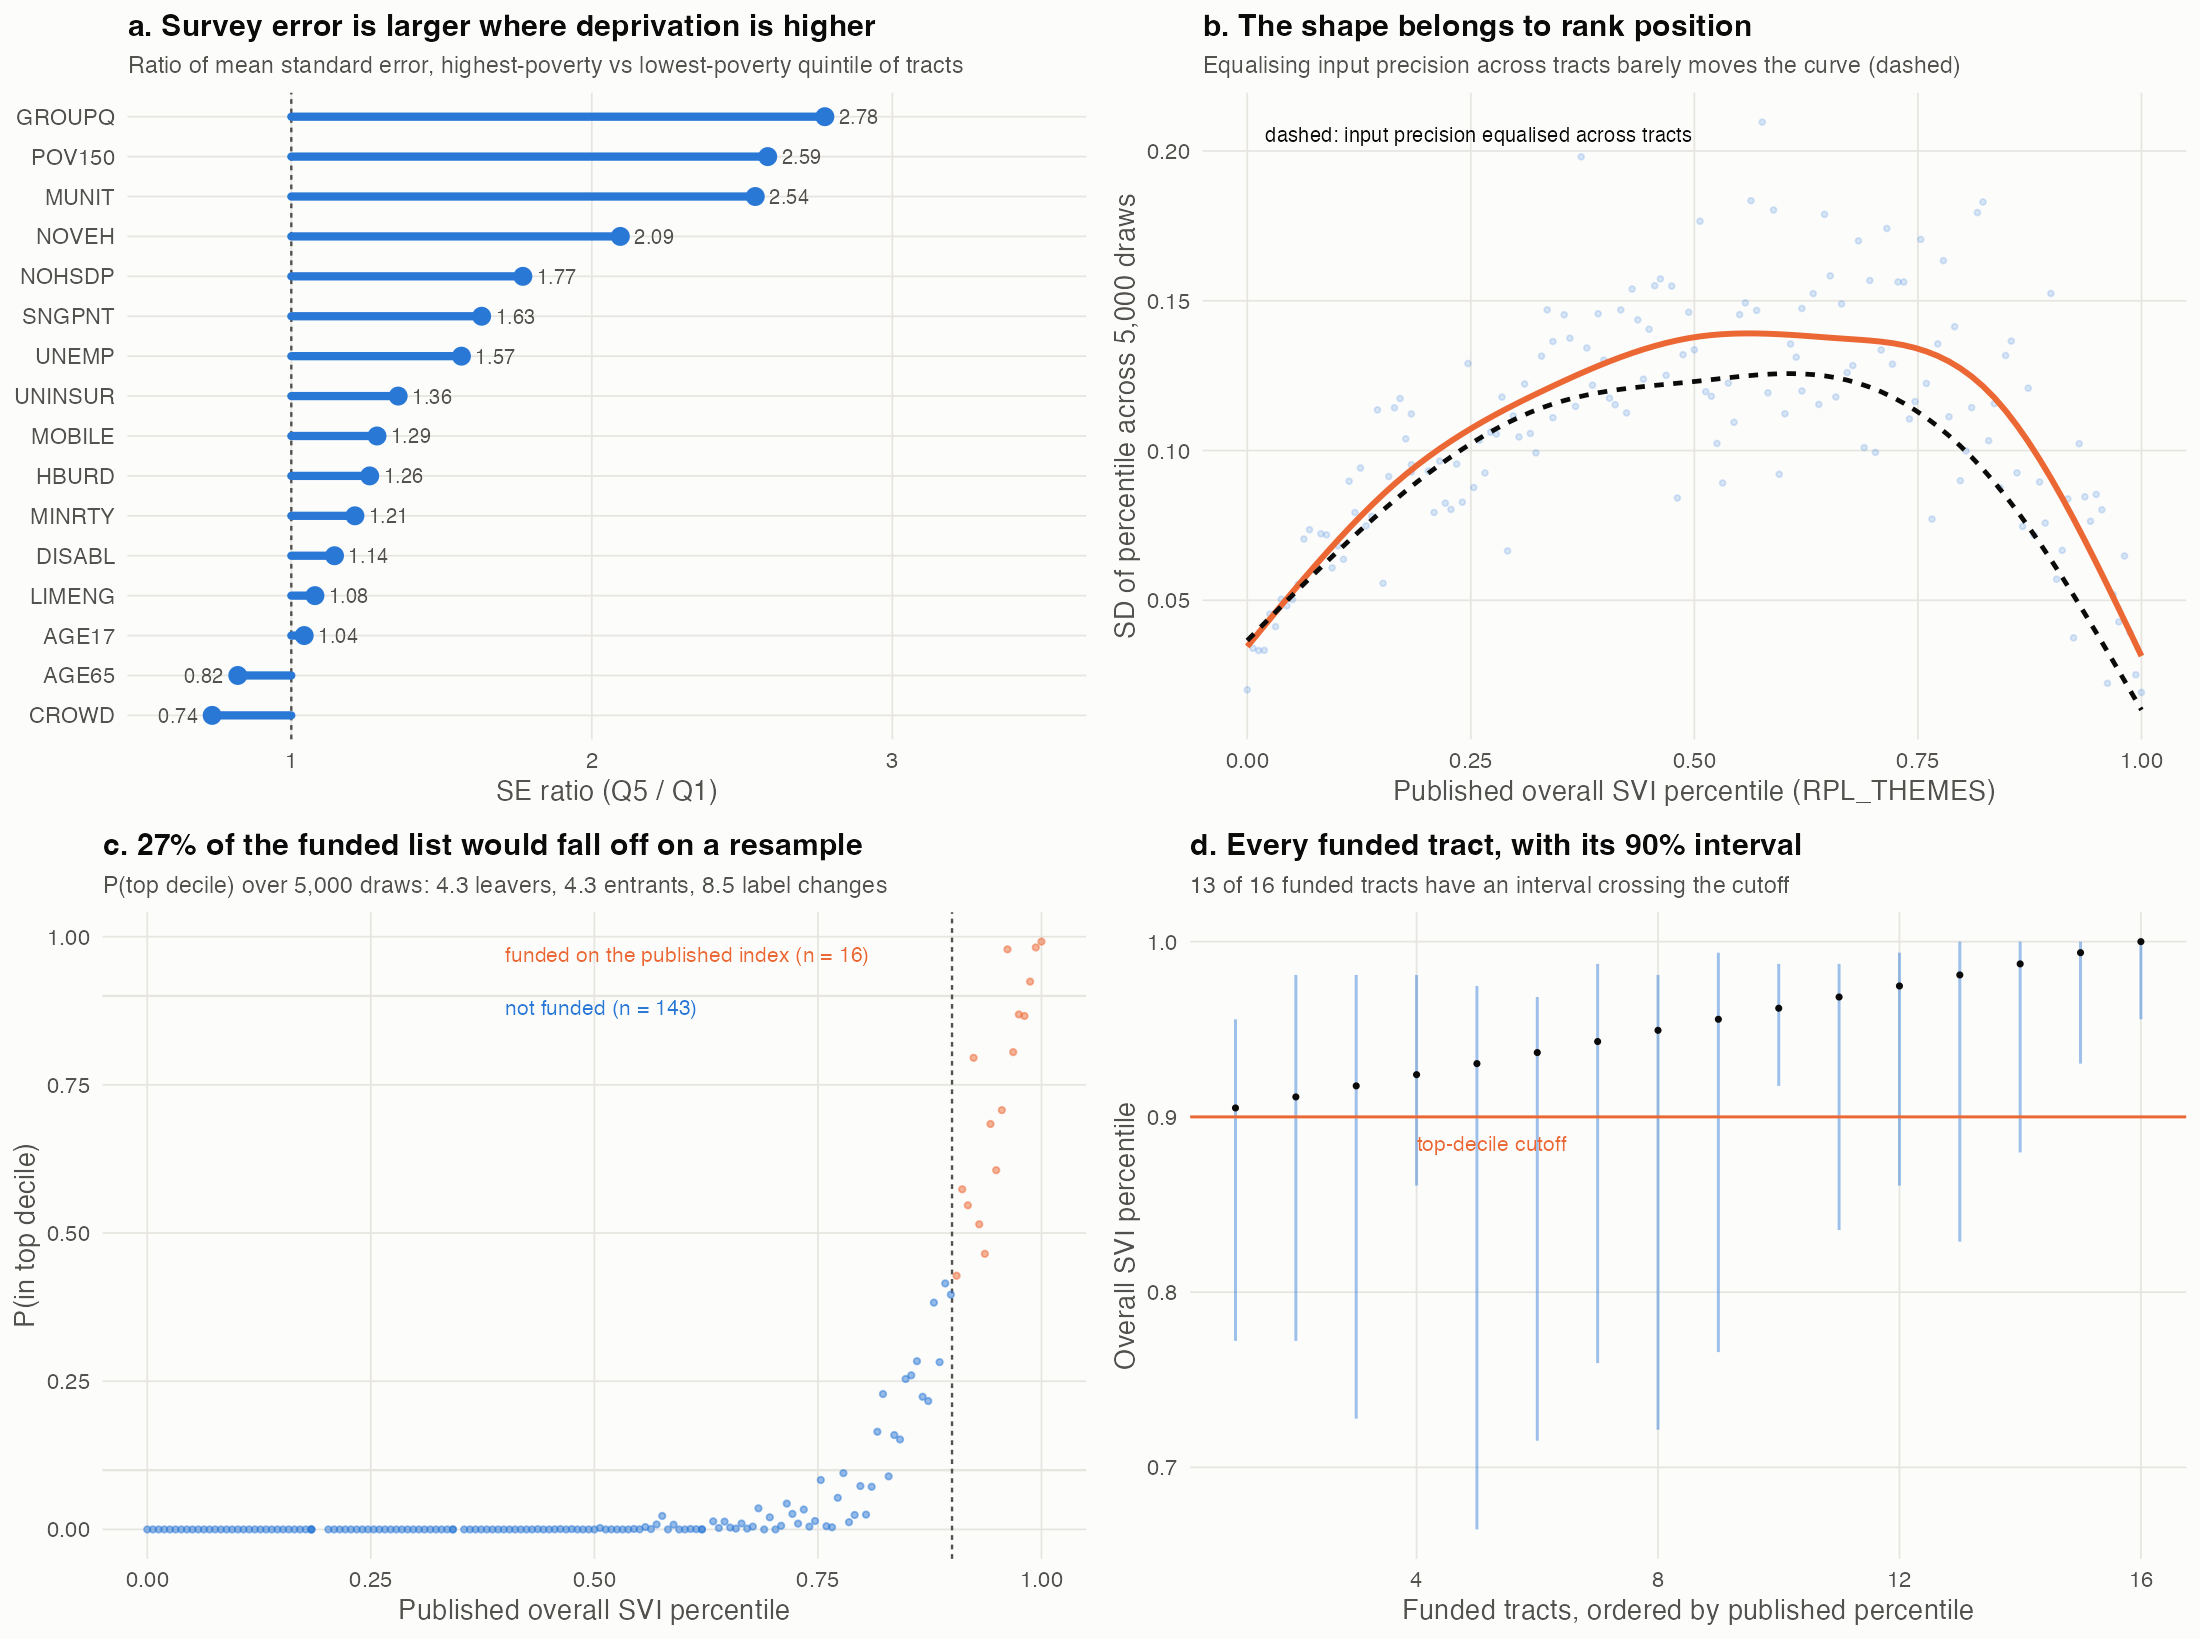 a. Survey error is larger where deprivation is higher
Ratio of mean standard error, highest-poverty vs lowest-poverty quintile of tracts
GROUPQ 2.78
POV150 2.59
MUNIT 2.54
NOVEH 2.09
NOHSDP 1.77
SNGPNT 1.63
UNEMP 1.57
UNINSUR 1.36
MOBILE 1.29
HBURD 1.26
MINRTY 1.21
DISABL 1.14
LIMENG 1.08
AGE17 1.04
AGE65 0.82
CROWD 0.74
1 2 3
SE ratio (Q5 / Q1)
b. The shape belongs to rank position
Equalising input precision across tracts barely moves the curve (dashed)
dashed: input precision equalised across tracts
SD of percentile across 5,000 draws
0.20
0.15
0.10
0.05
0.00 0.25 0.50 0.75 1.00
Published overall SVI percentile (RPL_THEMES)
c. 27% of the funded list would fall off on a resample
P(top decile) over 5,000 draws: 4.3 leavers, 4.3 entrants, 8.5 label changes
funded on the published index (n = 16)
not funded (n = 143)
P(in top decile)
1.00
0.75
0.50
0.25
0.00
0.00 0.25 0.50 0.75 1.00
Published overall SVI percentile
d. Every funded tract, with its 90% interval
13 of 16 funded tracts have an interval crossing the cutoff
Overall SVI percentile
1.0
0.9
top-decile cutoff
0.8
0.7
4 8 12 16
Funded tracts, ordered by published percentile